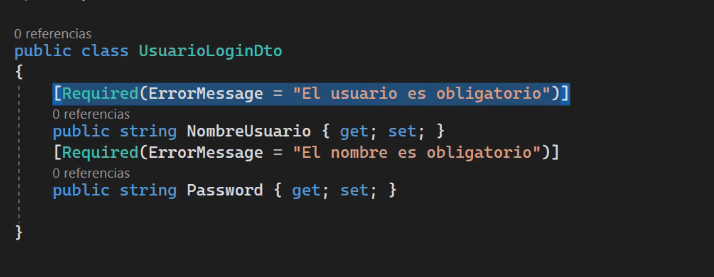 0 referencias
public class UsuarioLoginDto
{
[Required(ErrorMessage = "El usuario es obligatorio")]
0 referencias
public string NombreUsuario { get; set; }
[Required(ErrorMessage = "El nombre es obligatorio")]
0 referencias
public string Password { get; set; }
}